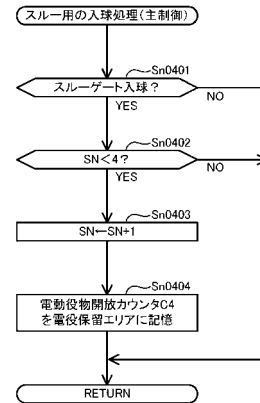 スルー用の入球処理(主制御)
Sn0401
スルーゲート入球?
NO
YES
Sn0402
SN<4?
NO
YES
Sn0403
SN←SN+1
Sn0404
電動役物開放カウンタC4
を電役保留エリアに記憶
RETURN